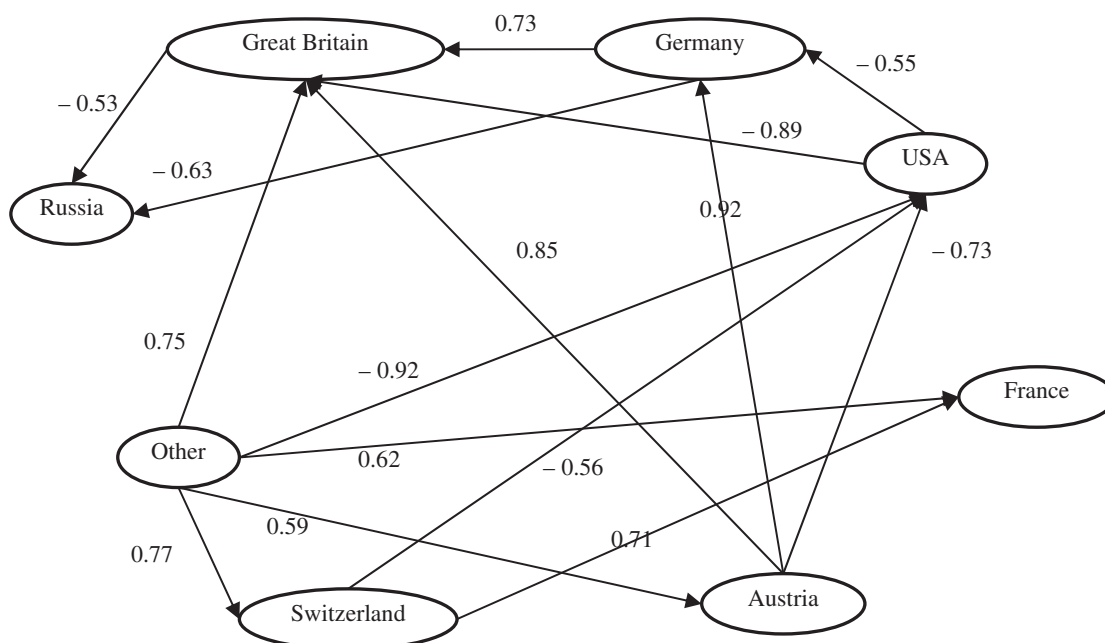 0.73
Great Britain
Germany
– 0.55
– 0.53
– 0.89
USA
– 0.63
Russia
0.92
0.85
– 0.73
0.75
– 0.92
France
Other
0.62
– 0.56
0.59
0.71
0.77
Switzerland
Austria